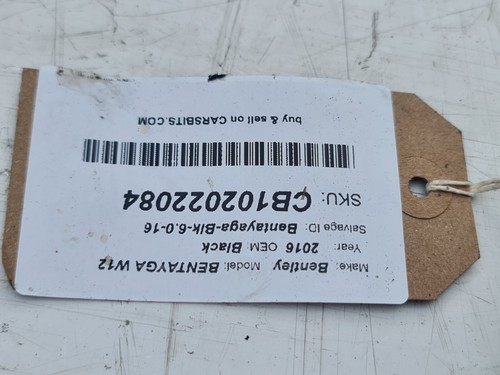 Make: Bentley Model: BENTAYGA W12
Year: 2016 OEM: Black
Salvage ID: Bentayaga-Blk-6.0-16
SKU: CB102022084
buy & sell on CARSBITS.COM